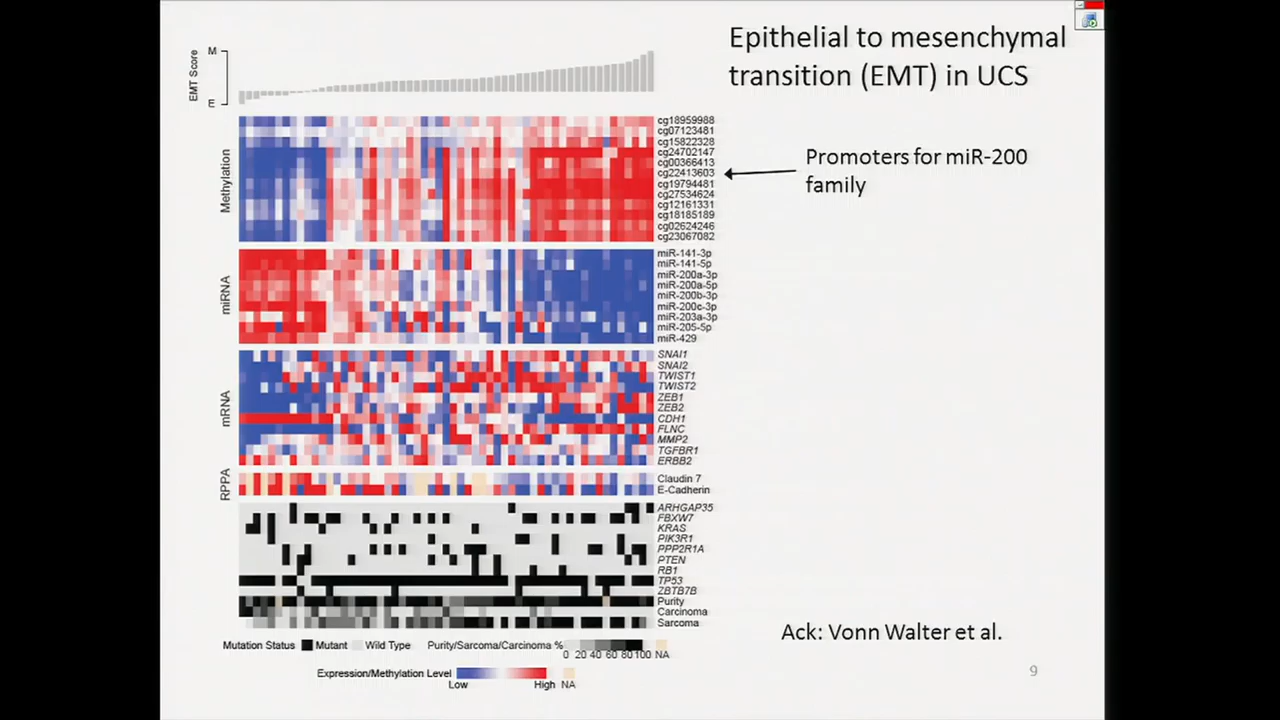 Epithelial to mesenchymal
transition (EMT) in UCS
EMT Score
M
E
Methylation
cg18959988
cg07123481
cg15822328
cg24702147
cg00366413
cg22413603
cg19794481
cg27534624
cg12161331
cg18185189
cg02624246
cg23067082
Promoters for miR-200
family
miRNA
miR-141-3p
miR-141-5p
miR-200a-3p
miR-200a-5p
miR-200b-3p
miR-200c-3p
miR-203a-3p
miR-205-5p
miR-429
mRNA
SNAI1
SNAI2
TWIST1
TWIST2
ZEB1
ZEB2
CDH1
FLNC
MMP2
TGFBR1
ERBB2
RPPA
Claudin 7
E-Cadherin
ARHGAP35
FBXW7
KRAS
PIK3R1
PPP2R1A
PTEN
RB1
TP53
ZBTB7B
Purity
Carcinoma
Sarcoma
Mutation Status Mutant Wild Type Purity/Sarcoma/Carcinoma %
0 20 40 60 80 100 NA
Expression/Methylation Level
Low High NA
Ack: Vonn Walter et al.
9